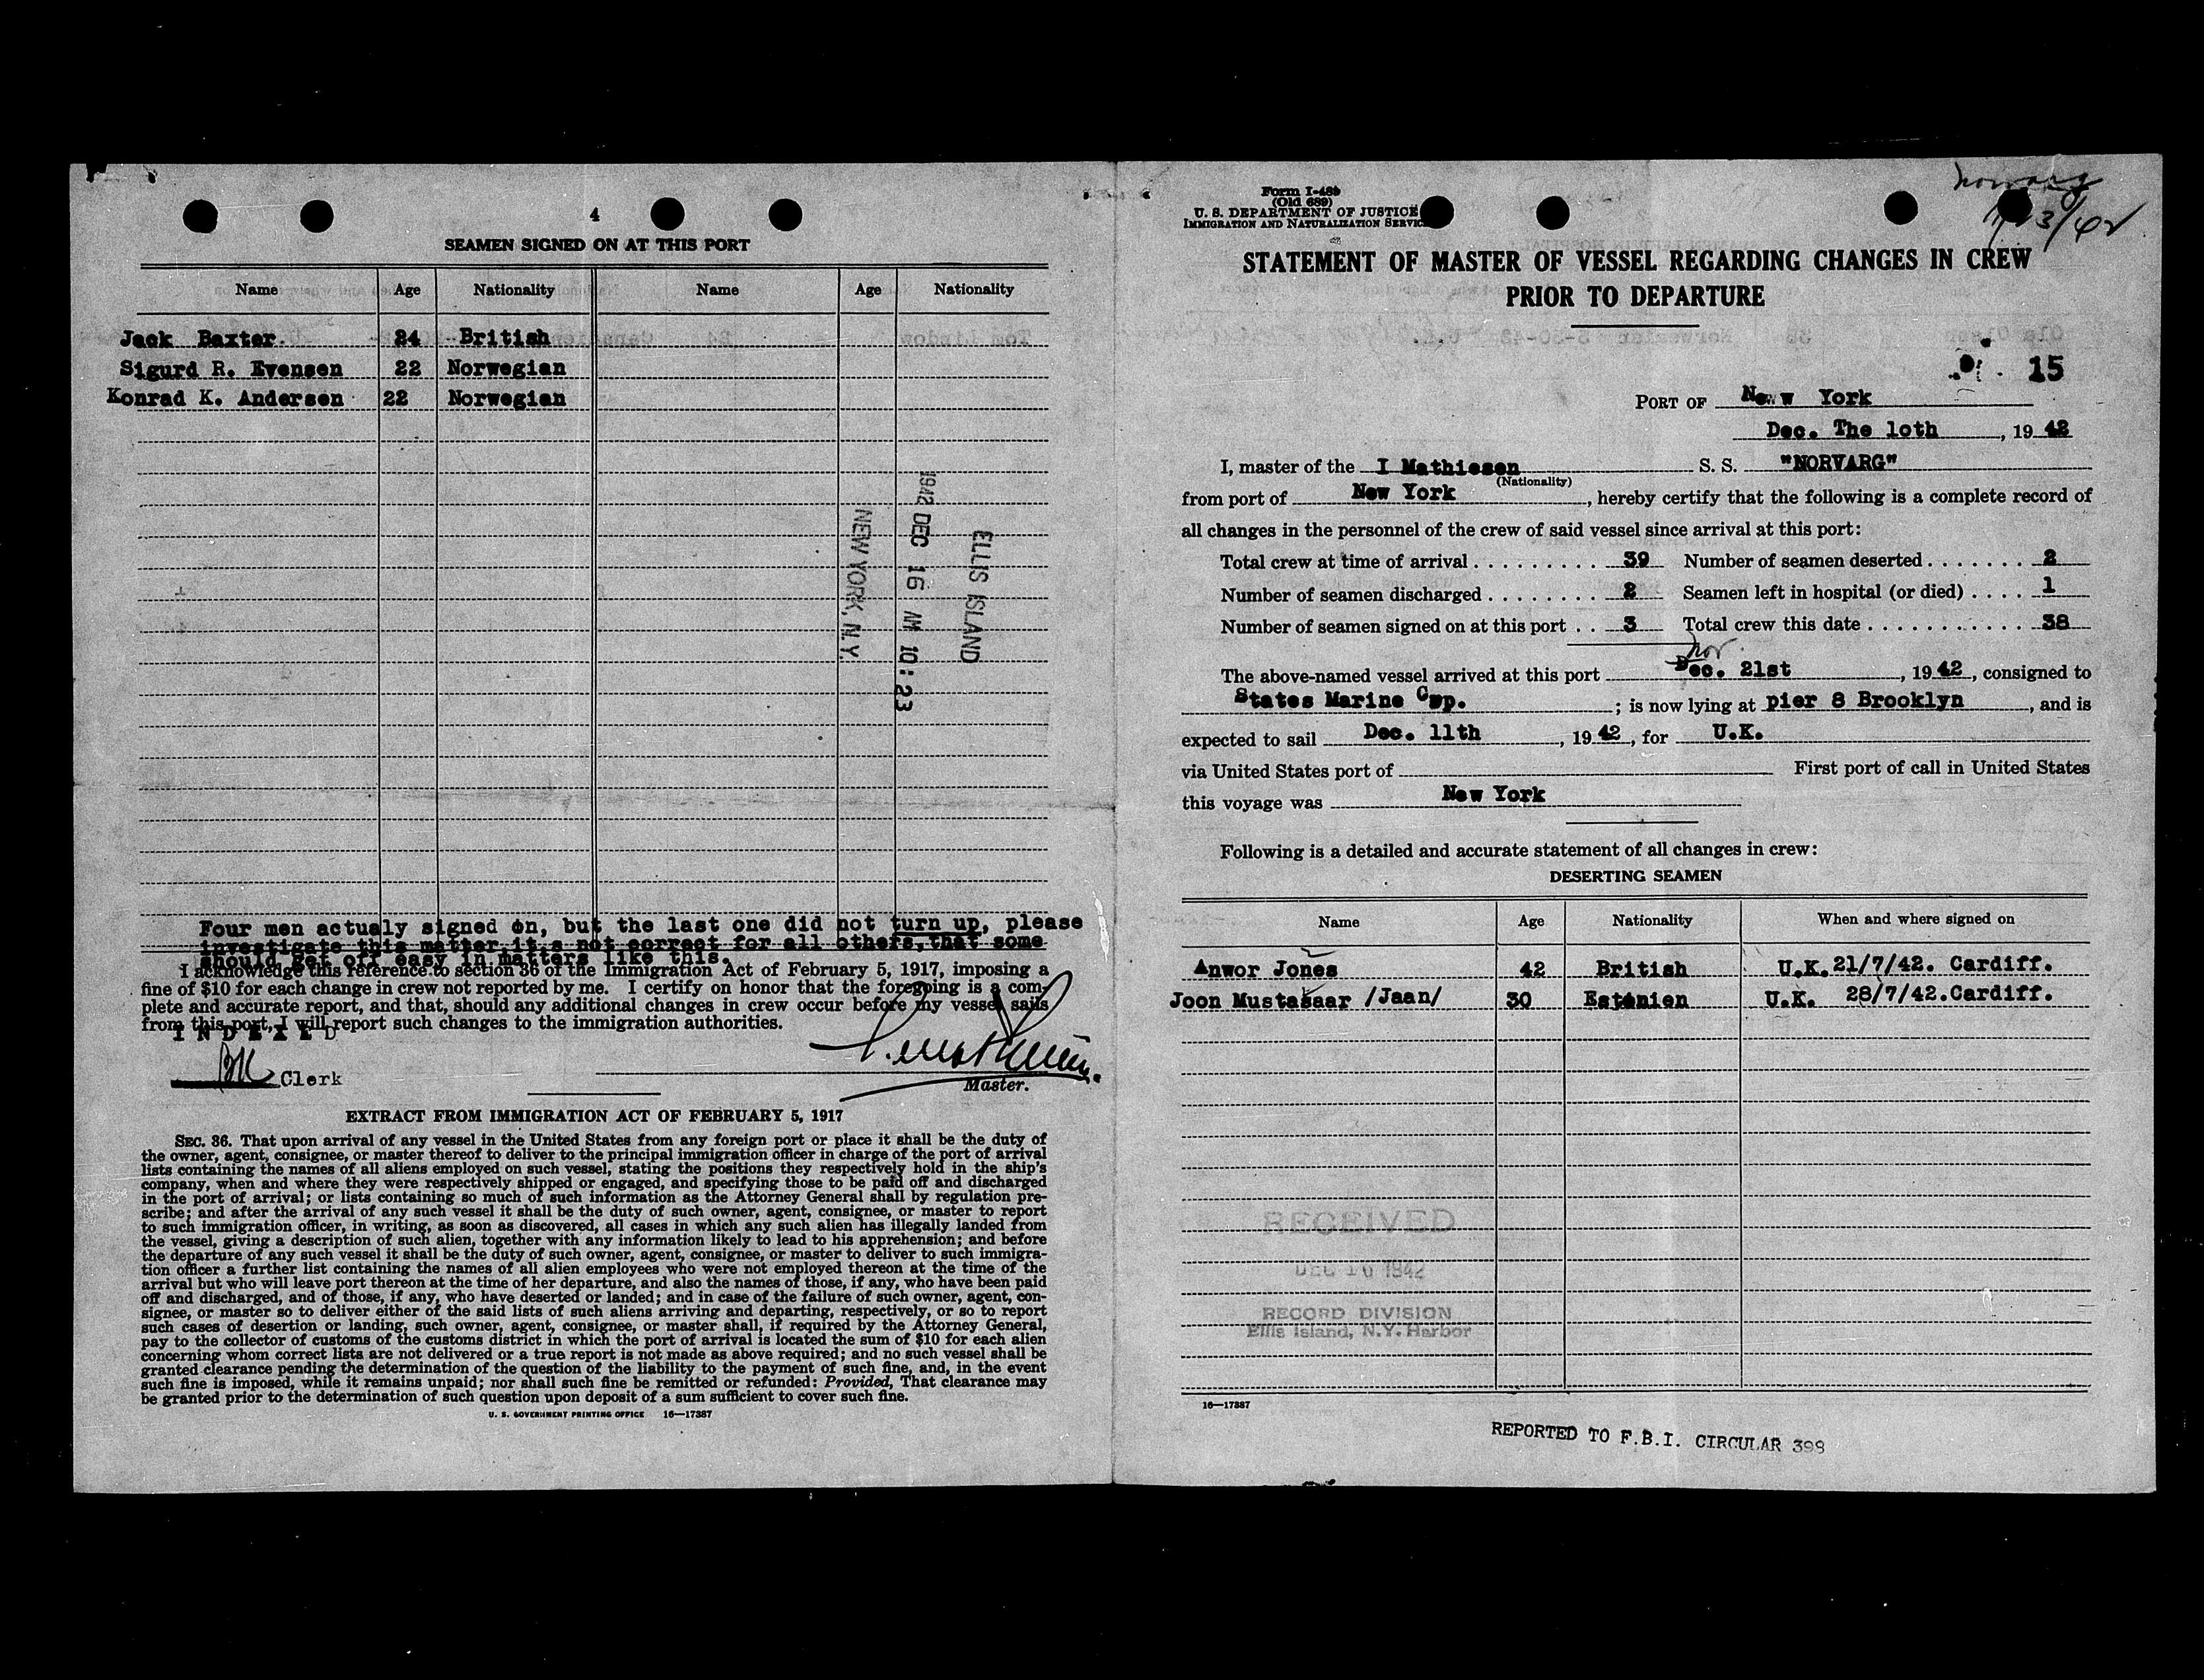 4
SEAMEN SIGNED ON AT THIS PORT
Name Age Nationality Name Age Nationality
Jack Baxter. 24 British
Sigurd R. Evensen 22 Norwegian
Konrad K. Andersen 22 Norwegian
ELLIS ISLAND
1942 DEC 16 AM 10:23
NEW YORK, N.Y.
Four men actualy signed on, but the last one did not turn up, please
investigate this matter,it,s not correct for all others,that some
should get off easy in matters like this.
I acknowledge this reference to section 36 of the Immigration Act of February 5, 1917, imposing a
fine of $10 for each change in crew not reported by me. I certify on honor that the foregoing is a com-
plete and accurate report, and that, should any additional changes in crew occur before my vessel sails
from this port, I will report such changes to the immigration authorities.
INDEXED
Clerk
Master.
EXTRACT FROM IMMIGRATION ACT OF FEBRUARY 5, 1917
SEC. 36. That upon arrival of any vessel in the United States from any foreign port or place it shall be the duty of
the owner, agent, consignee, or master thereof to deliver to the principal immigration officer in charge of the port of arrival
lists containing the names of all aliens employed on such vessel, stating the positions they respectively hold in the ship's
company, when and where they were respectively shipped or engaged, and specifying those to be paid off and discharged
in the port of arrival; or lists containing so much of such information as the Attorney General shall by regulation pre-
scribe; and after the arrival of any such vessel it shall be the duty of such owner, agent, consignee, or master to report
to such immigration officer, in writing, as soon as discovered, all cases in which any such alien has illegally landed from
the vessel, giving a description of such alien, together with any information likely to lead to his apprehension; and before
the departure of any such vessel it shall be the duty of such owner, agent, consignee, or master to deliver to such immigra-
tion officer a further list containing the names of all alien employees who were not employed thereon at the time of the
arrival but who will leave port thereon at the time of her departure, and also the names of those, if any, who have been paid
off and discharged, and of those, if any, who have deserted or landed; and in case of the failure of such owner, agent, con-
signee, or master so to deliver either of the said lists of such aliens arriving and departing, respectively, or so to report
such cases of desertion or landing, such owner, agent, consignee, or master shall, if required by the Attorney General,
pay to the collector of customs of the customs district in which the port of arrival is located the sum of $10 for each alien
concerning whom correct lists are not delivered or a true report is not made as above required; and no such vessel shall be
granted clearance pending the determination of the question of the liability to the payment of such fine, and, in the event
such fine is imposed, while it remains unpaid; nor shall such fine be remitted or refunded: Provided, That clearance may
be granted prior to the determination of such question upon deposit of a sum sufficient to cover such fine.
U. S. GOVERNMENT PRINTING OFFICE 16—17387
Form I-489
(Old 689)
U. S. DEPARTMENT OF JUSTICE
IMMIGRATION AND NATURALIZATION SERVICE
Norvarg
STATEMENT OF MASTER OF VESSEL REGARDING CHANGES IN CREW
PRIOR TO DEPARTURE
15
PORT OF New York
Dec. The 10th, 1942
I, master of the I Mathiesen S. S. "NORVARG"
(Nationality)
from port of New York, hereby certify that the following is a complete record of
all changes in the personnel of the crew of said vessel since arrival at this port:
Total crew at time of arrival . . . . . . . . . 39 Number of seamen deserted . . . . . . . . 2
Number of seamen discharged . . . . . . . . 2 Seamen left in hospital (or died) . . . . 1
Number of seamen signed on at this port . . 3 Total crew this date . . . . . . . . . . . . 38
Nov.
The above-named vessel arrived at this port Dec. 21st, 1942, consigned to
States Marine Cpp.; is now lying at pier 8 Brooklyn, and is
expected to sail Dec. 11th, 1942, for U.K.
via United States port of First port of call in United States
this voyage was New York
Following is a detailed and accurate statement of all changes in crew:
DESERTING SEAMEN
Name Age Nationality When and where signed on
Anwor Jones 42 British U.K. 21/7/42. Cardiff.
Joon Mustasaar /Jaan/ 30 Estonien U.K. 28/7/42.Cardiff.
RECEIVED
DEC 10 1942
RECORD DIVISION
Ellis Island, N.Y. Harbor
16—17387
REPORTED TO F.B.I. CIRCULAR 398